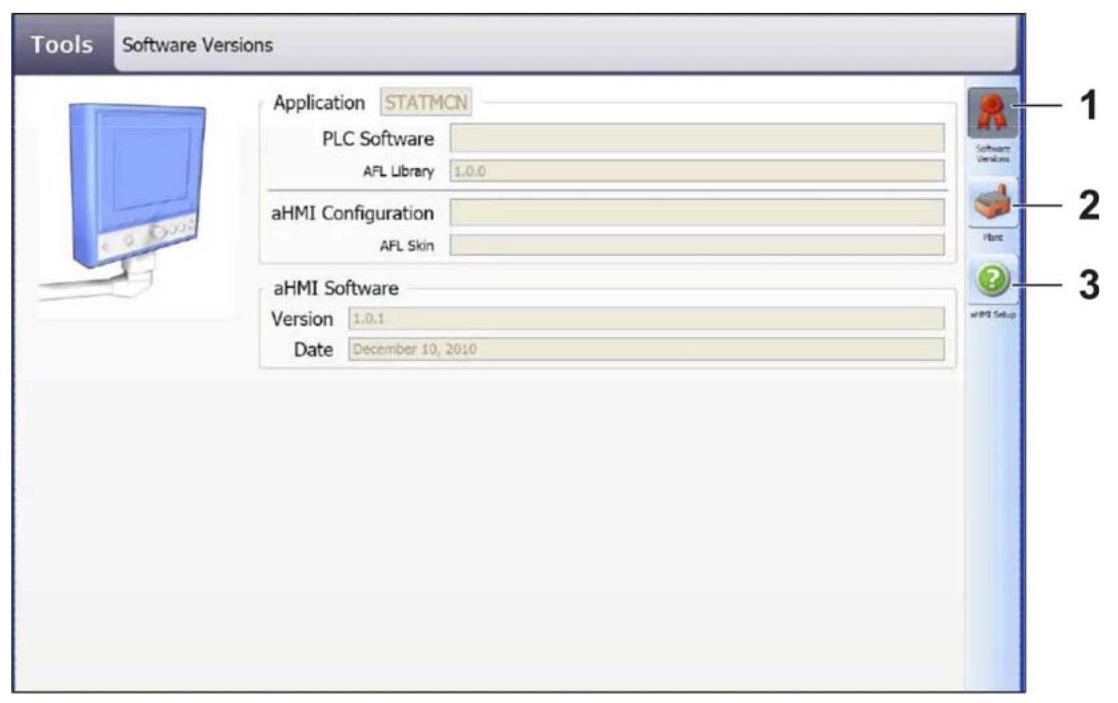 Tools Software Versions
Application STATMCN
PLC Software
AFL Library 1.0.0
aHMI Configuration
AFL Skin
aHMI Software
Version 1.0.1
Date December 10, 2010
1
Software
Versions
2
Plant
3
aHMI Setup